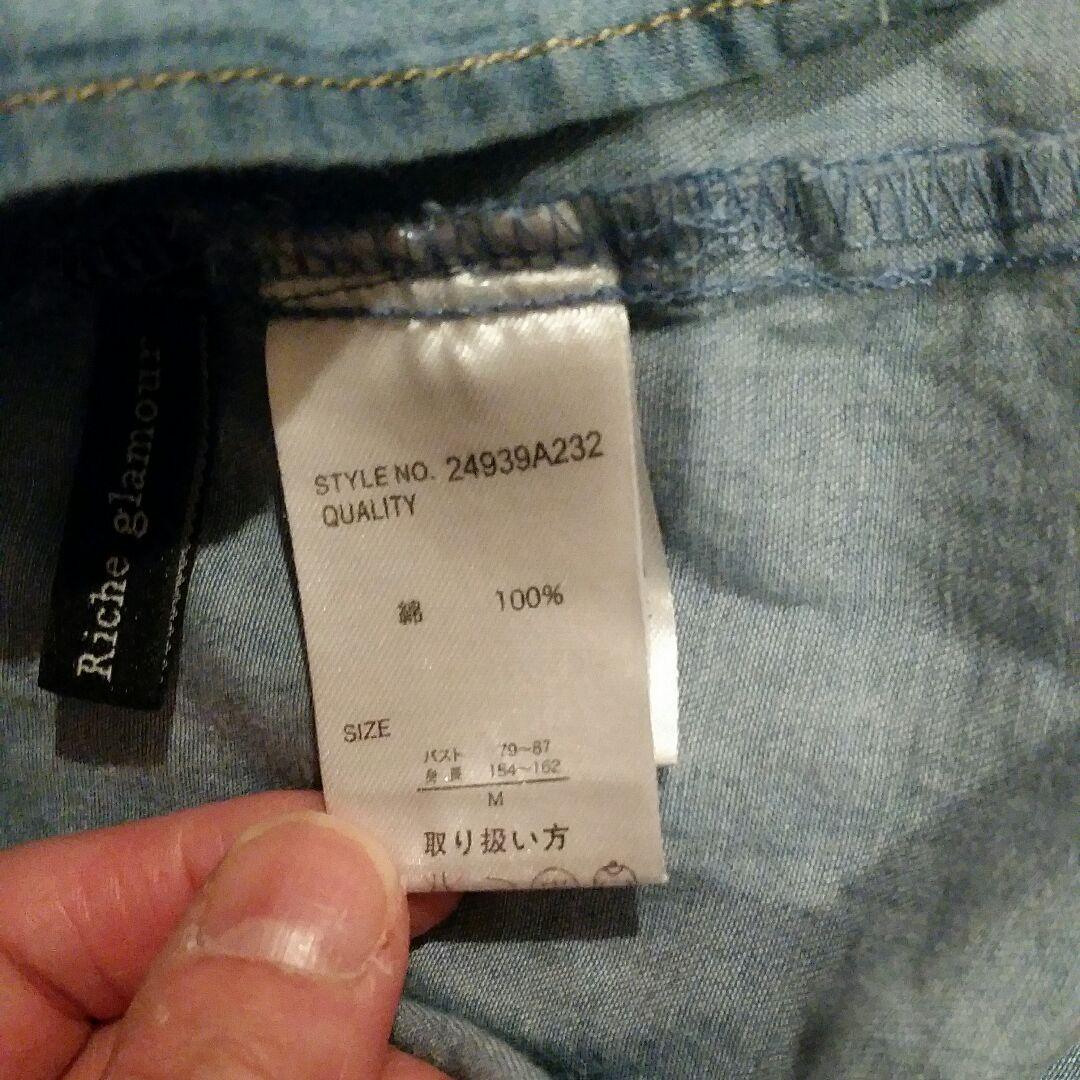 Riche glamour
STYLE NO. 24939A232
QUALITY
綿 100%
SIZE
バスト 79~87
身 長 154~162
M
取り扱い方